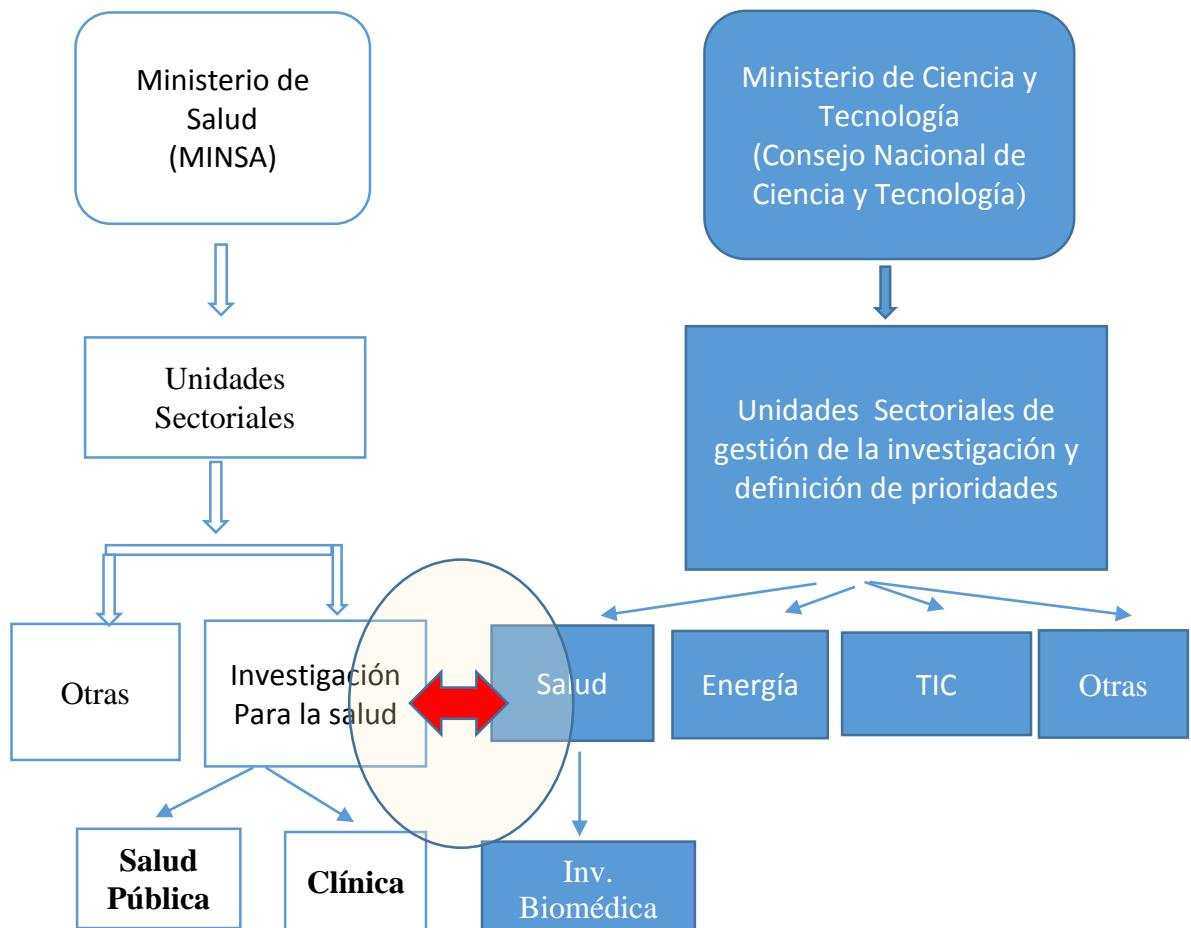 Ministerio de
Salud
(MINSA)
Ministerio de Ciencia y
Tecnología
(Consejo Nacional de
Ciencia y Tecnología)
Unidades
Sectoriales
Unidades Sectoriales de
gestión de la investigación y
definición de prioridades
Otras
Investigación
Para la salud
Salud
Energía
TIC
Otras
Salud
Pública
Clínica
Inv.
Biomédica